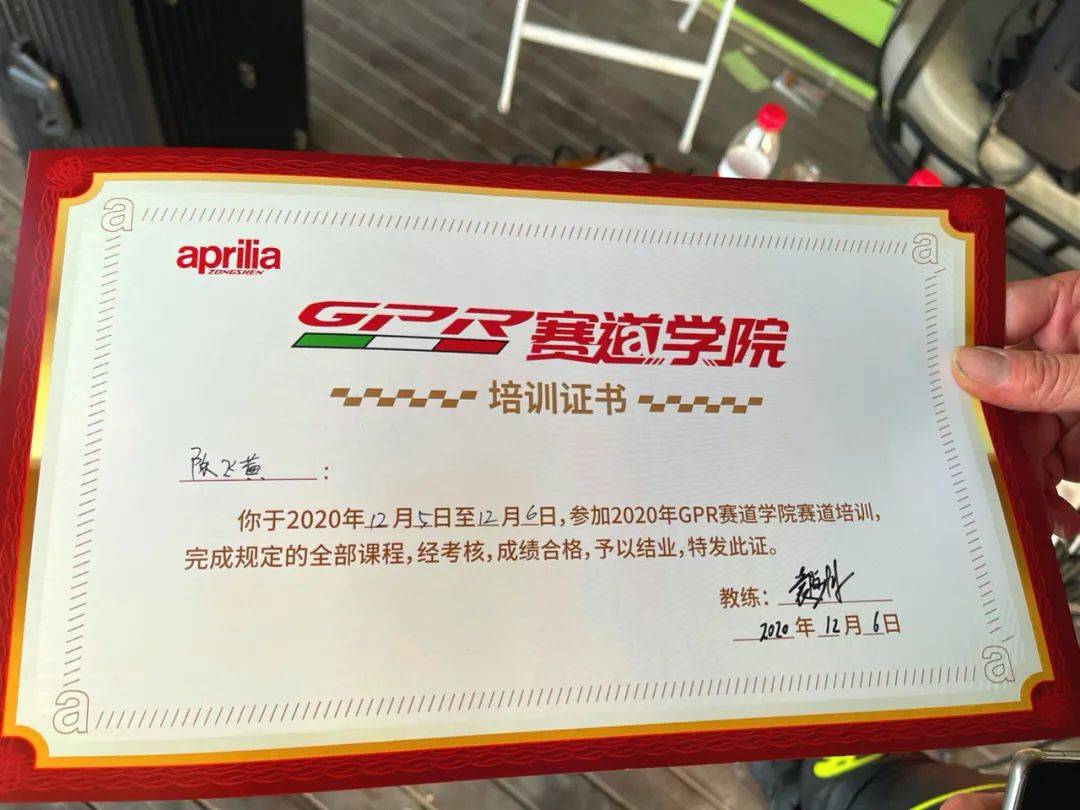 aprilia
ZONGSHEN
GPR赛道学院
培训证书
陈飞黄:
你于2020年12月5日至12月6日,参加2020年GPR赛道学院赛道培训,
完成规定的全部课程,经考核,成绩合格,予以结业,特发此证。
教练:
2020年12月6日